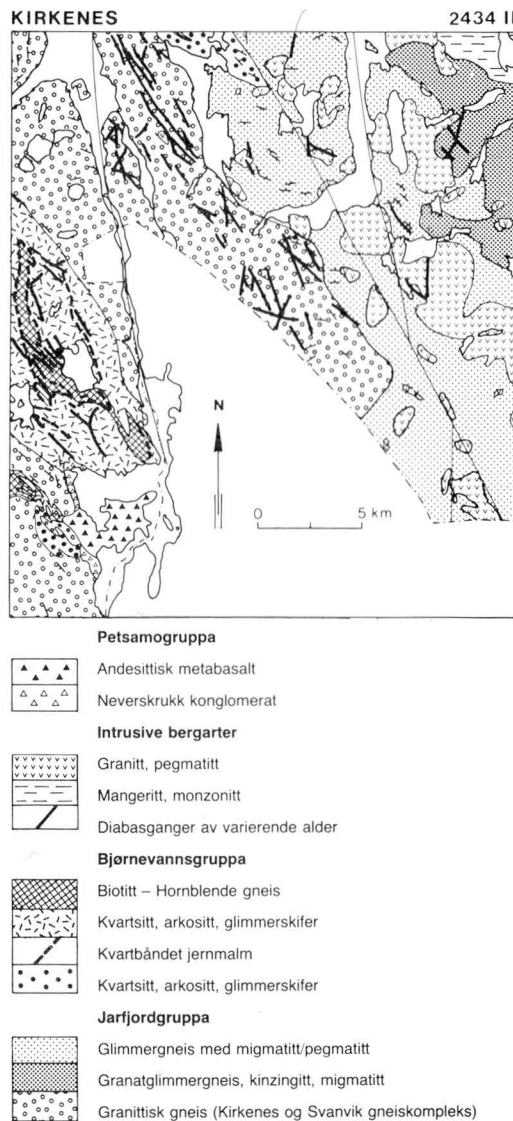 KIRKENES 2434 II
N
0 5 km
Petsamogruppa
Andesittisk metabasalt
Neverskrukk konglomerat
Intrusive bergarter
Granitt, pegmatitt
Mangeritt, monzonitt
Diabasganger av varierende alder
Bjørnevannsgruppa
Biotitt – Hornblende gneis
Kvartsitt, arkositt, glimmerskifer
Kvartbåndet jernmalm
Kvartsitt, arkositt, glimmerskifer
Jarfjordgruppa
Glimmergneis med migmatitt/pegmatitt
Granatglimmergneis, kinzingitt, migmatitt
Granittisk gneis (Kirkenes og Svanvik gneiskompleks)